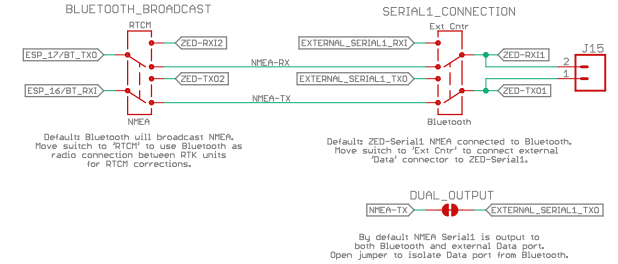 BLUETOOTH_BROADCAST
RTCM
ZED-RXI2
ESP_17/BT_TXO
NMEA-RX
ZED-TXO2
ESP_16/BT_RXI
NMEA-TX
NMEA
Default: Bluetooth will broadcast NMEA.
Move switch to 'RTCM' to use Bluetooth as
radio connection between RTK units
for RTCM corrections.
SERIAL1_CONNECTION
Ext Cntr
J15
EXTERNAL_SERIAL1_RXI
ZED-RXI1
2
EXTERNAL_SERIAL1_TXO
1
ZED-TXO1
Bluetooth
Default: ZED-Serial1 NMEA connected to Bluetooth.
Move switch to 'Ext Cntr' to connect external
'Data' connector to ZED-Serial1.
DUAL_OUTPUT
NMEA-TX
EXTERNAL_SERIAL1_TXO
By default NMEA Serial1 is output to
both Bluetooth and external Data port.
Open jumper to isolate Data port from Bluetooth.